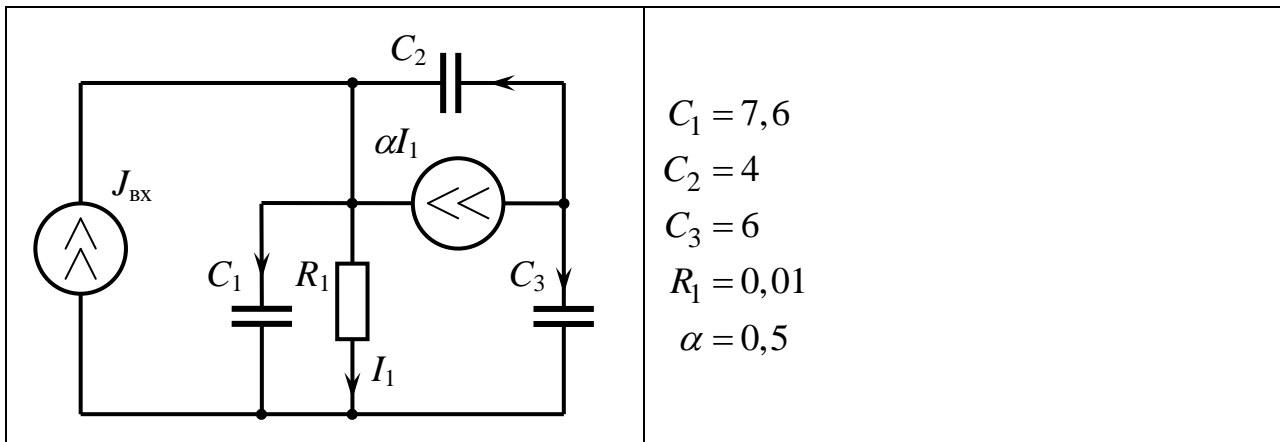 C₂
αI₁
Jвх
C₁ R₁ C₃
I₁
C₁ = 7,6
C₂ = 4
C₃ = 6
R₁ = 0,01
α = 0,5